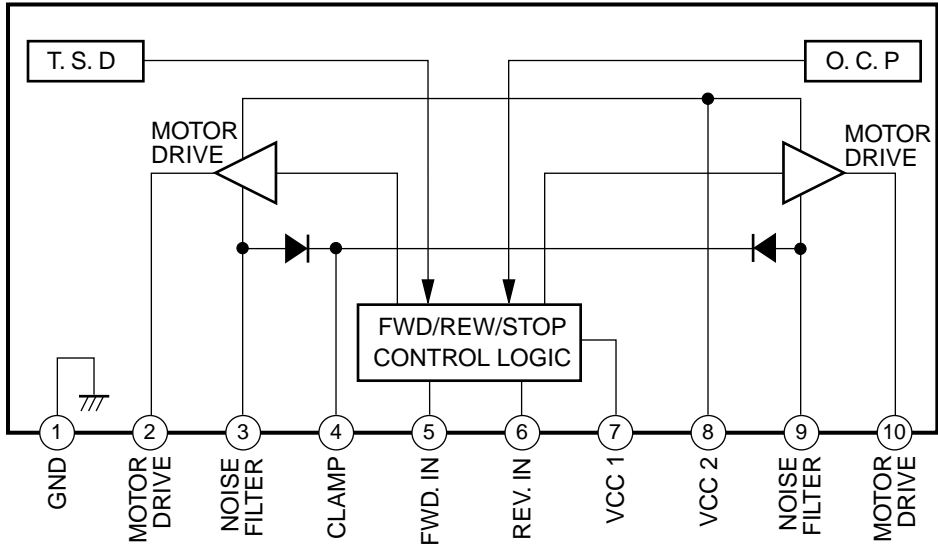 T. S. D
O. C. P
MOTOR
DRIVE
MOTOR
DRIVE
FWD/REW/STOP
CONTROL LOGIC
1
2
3
4
5
6
7
8
9
10
GND
MOTOR
DRIVE
NOISE
FILTER
CLAMP
FWD. IN
REV. IN
VCC 1
VCC 2
NOISE
FILTER
MOTOR
DRIVE